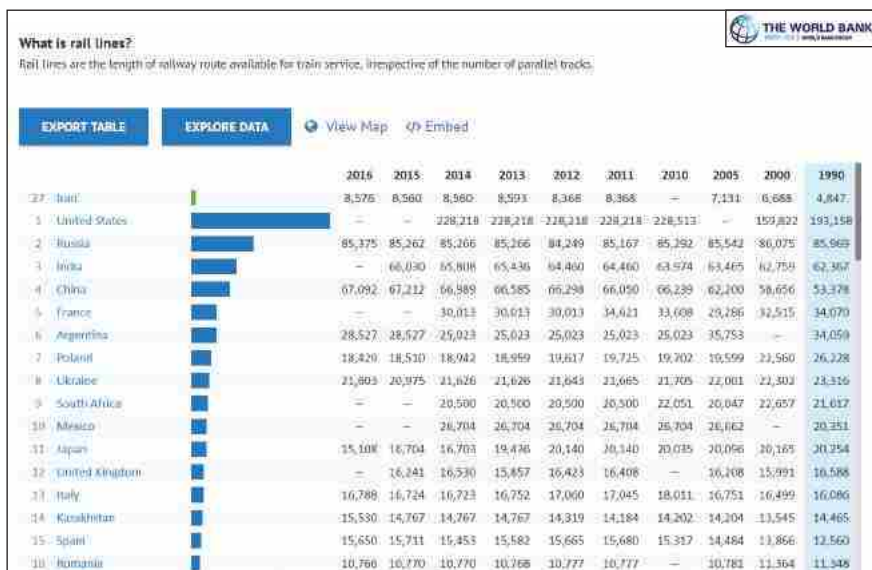 THE WORLD BANK
What is rail lines?
Rail lines are the length of railway route available for train service, irrespective of the number of parallel tracks.
EXPORT TABLE EXPLORE DATA View Map </> Embed
2016 2015 2014 2013 2012 2011 2010 2005 2000 1990
27 Iran 8,576 8,560 8,560 8,593 8,368 8,368 – 7,131 6,688 4,847
1 United States – – 228,218 228,218 228,218 228,218 228,513 – 159,822 193,158
2 Russia 85,375 85,262 85,266 85,266 84,249 85,167 85,292 85,542 86,075 85,969
3 India – 66,030 65,808 65,436 64,460 64,460 63,974 63,465 62,759 62,367
4 China 67,092 67,212 66,989 66,585 66,298 66,050 66,239 62,200 58,656 53,378
5 France – – 30,013 30,013 30,013 34,621 33,608 29,286 32,515 34,070
6 Argentina 28,527 28,527 25,023 25,023 25,023 25,023 25,023 35,753 – 34,059
7 Poland 18,429 18,510 18,942 18,959 19,617 19,725 19,702 19,599 22,560 26,228
8 Ukraine 21,603 20,975 21,626 21,626 21,643 21,665 21,705 22,001 22,302 23,316
9 South Africa – – 20,500 20,500 20,500 20,500 22,051 20,047 22,657 21,617
10 Mexico – – 26,704 26,704 26,704 26,704 26,704 26,662 – 20,351
11 Japan 15,108 16,704 16,703 19,436 20,140 20,140 20,035 20,096 20,165 20,254
12 United Kingdom – 16,241 16,530 15,857 16,423 16,408 – 16,208 15,991 16,588
13 Italy 16,788 16,724 16,723 16,752 17,060 17,045 18,011 16,751 16,499 16,086
14 Kazakhstan 15,530 14,767 14,767 14,767 14,319 14,184 14,202 14,204 13,545 14,465
15 Spain 15,650 15,711 15,453 15,582 15,665 15,680 15,317 14,484 13,866 12,560
Romania 10,766 10,770 10,770 10,768 10,777 10,777 – 10,781 11,364 11,348